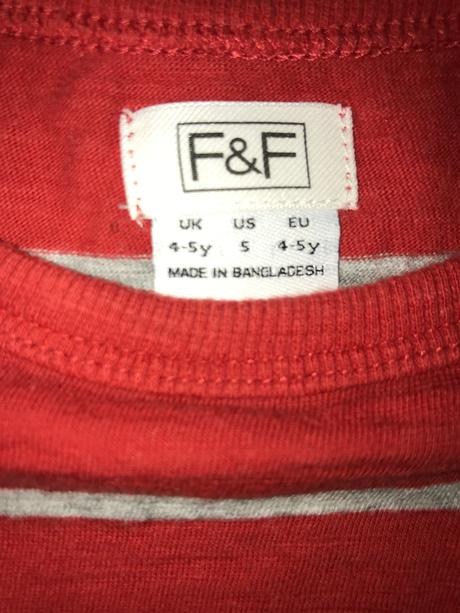 F&F
UK US EU
4-5y 5 4-5y
MADE IN BANGLADESH